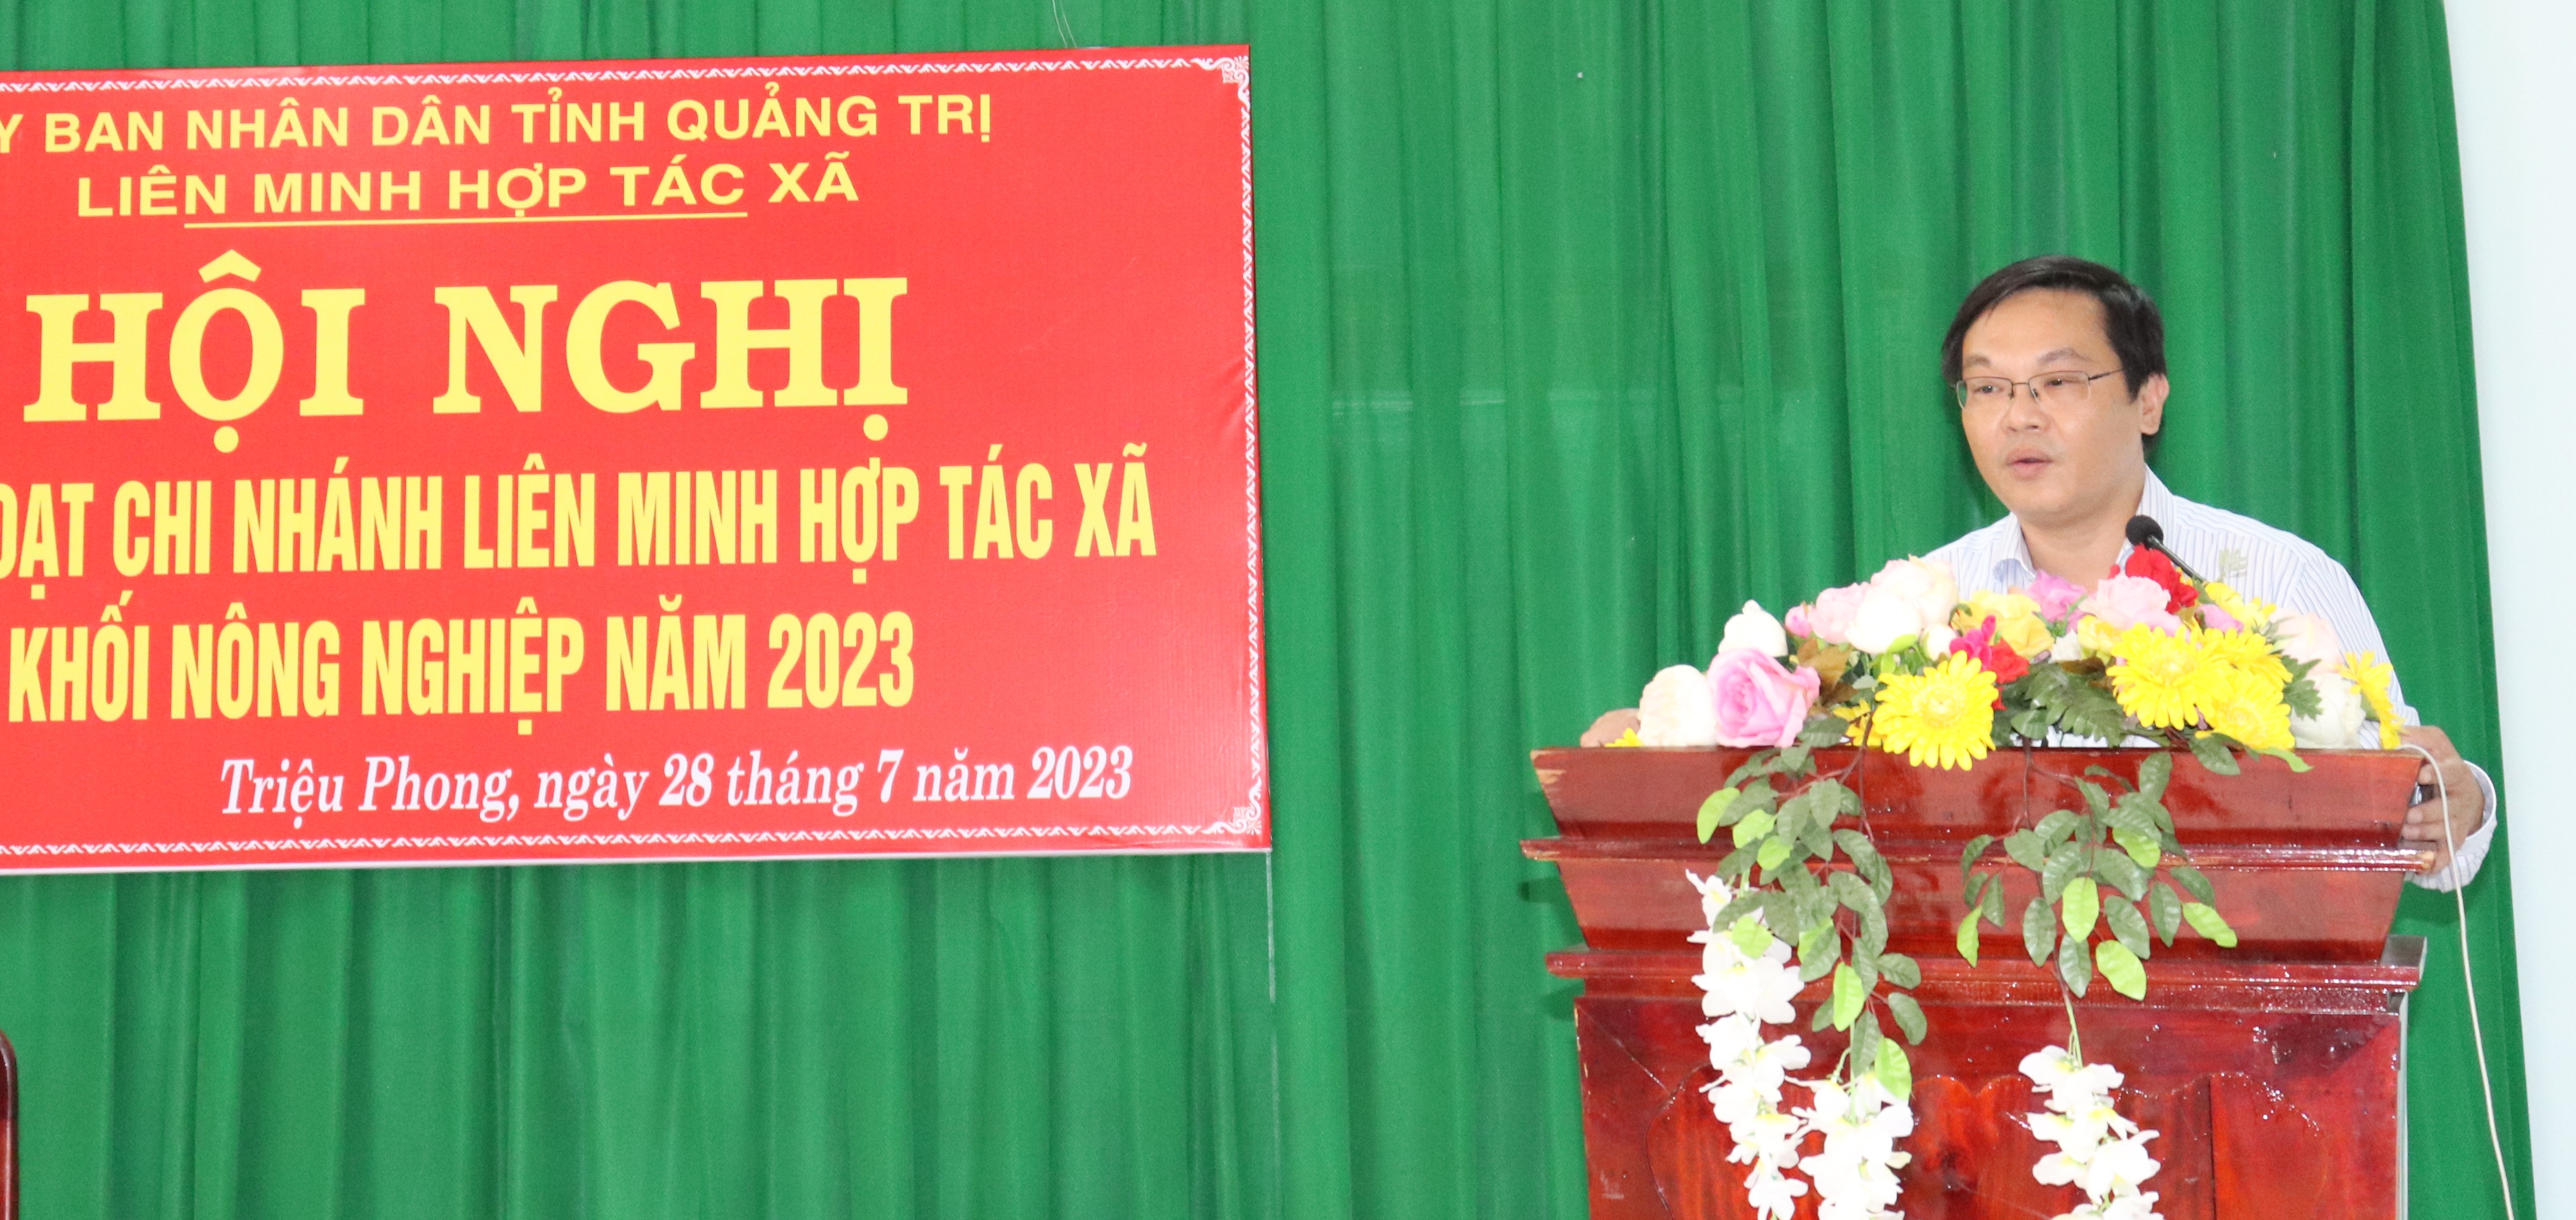 BAN NHÂN DÂN TỈNH QUẢNG TRỊ
LIÊN MINH HỢP TÁC XÃ
HỘI NGHỊ
CHI NHÁNH LIÊN MINH HỢP TÁC XÃ
KHỐI NÔNG NGHIỆP NĂM 2023
Triệu Phong, ngày 28 tháng 7 năm 2023